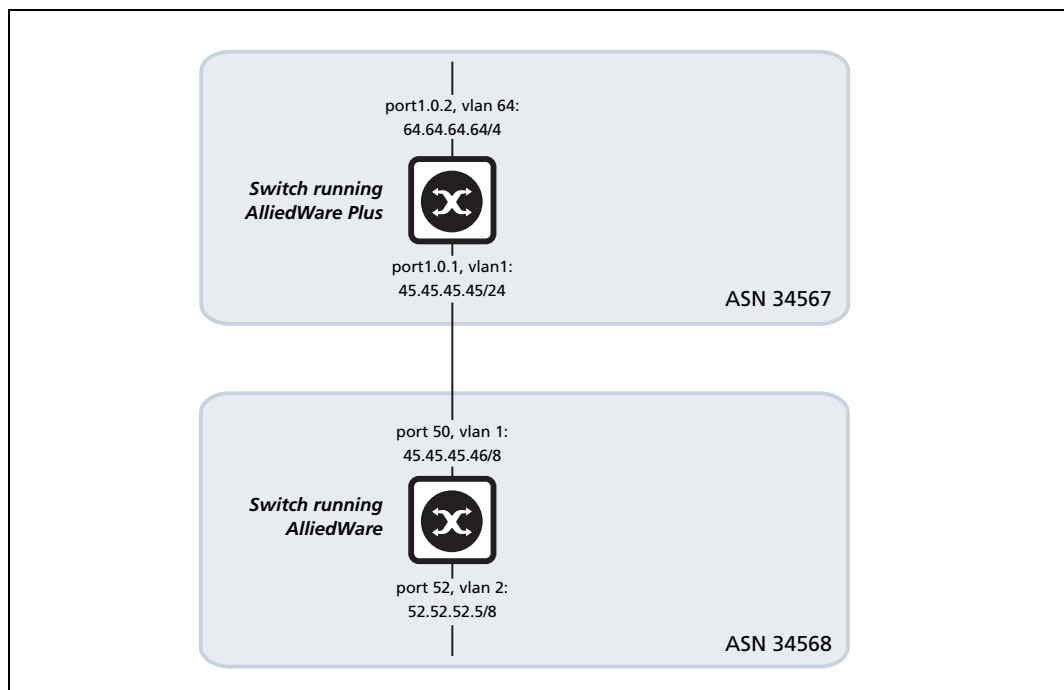 port1.0.2, vlan 64:
64.64.64.64/4
Switch running
AlliedWare Plus
port1.0.1, vlan1:
45.45.45.45/24
ASN 34567
port 50, vlan 1:
45.45.45.46/8
Switch running
AlliedWare
port 52, vlan 2:
52.52.52.5/8
ASN 34568